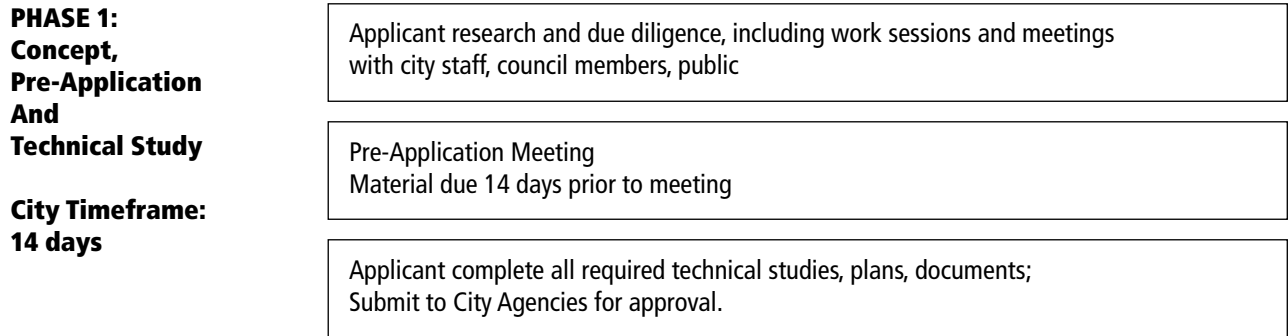 PHASE 1:
Concept,
Pre-Application
And
Technical Study
City Timeframe:
14 days
Applicant research and due diligence, including work sessions and meetings
with city staff, council members, public
Pre-Application Meeting
Material due 14 days prior to meeting
Applicant complete all required technical studies, plans, documents;
Submit to City Agencies for approval.